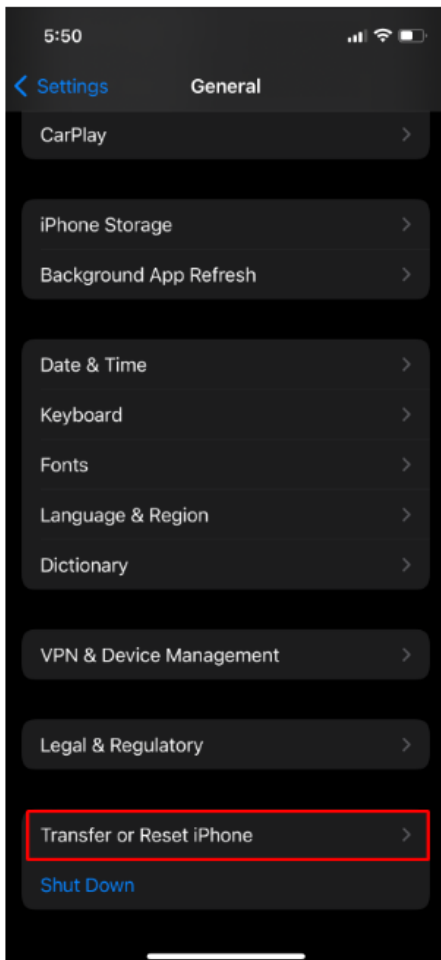 5:50
Settings
General
CarPlay
iPhone Storage
Background App Refresh
Date & Time
Keyboard
Fonts
Language & Region
Dictionary
VPN & Device Management
Legal & Regulatory
Transfer or Reset iPhone
Shut Down